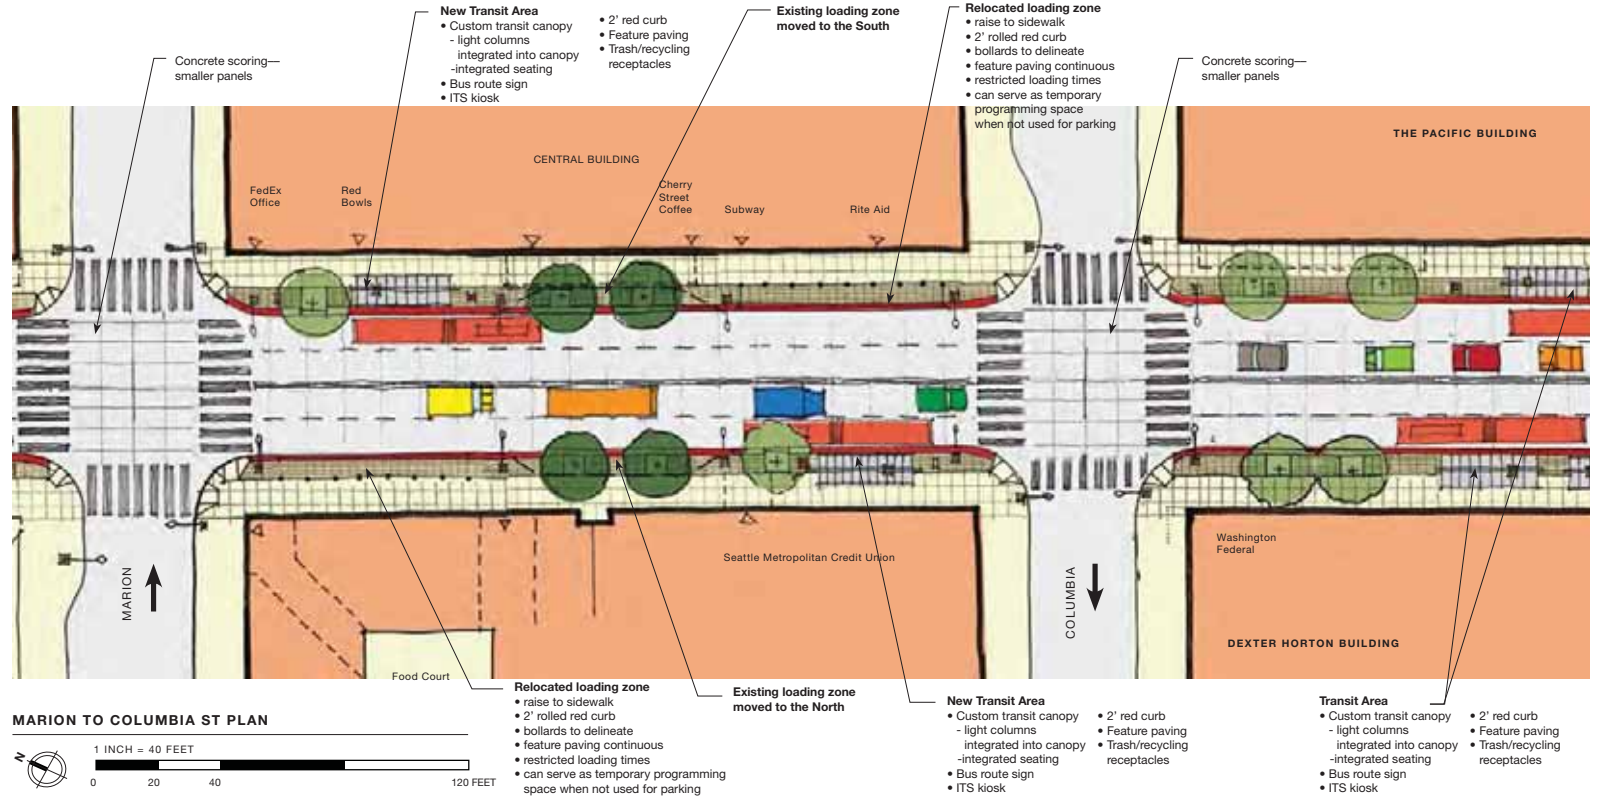 New Transit Area
• Custom transit canopy
- light columns
integrated into canopy
-integrated seating
• Bus route sign
• ITS kiosk
• 2' red curb
• Feature paving
• Trash/recycling
receptacles
Existing loading zone
moved to the South
Relocated loading zone
• raise to sidewalk
• 2' rolled red curb
• bollards to delineate
• feature paving continuous
• restricted loading times
• can serve as temporary
programming space
when not used for parking
Concrete scoring—
smaller panels
Concrete scoring—
smaller panels
THE PACIFIC BUILDING
CENTRAL BUILDING
FedEx
Office
Red
Bowls
Cherry
Street
Coffee
Subway
Rite Aid
Seattle Metropolitan Credit Union
Washington
Federal
MARION
COLUMBIA
DEXTER HORTON BUILDING
Food Court
Relocated loading zone
• raise to sidewalk
• 2' rolled red curb
• bollards to delineate
• feature paving continuous
• restricted loading times
• can serve as temporary programming
space when not used for parking
Existing loading zone
moved to the North
New Transit Area
• Custom transit canopy
- light columns
integrated into canopy
-integrated seating
• Bus route sign
• ITS kiosk
• 2' red curb
• Feature paving
• Trash/recycling
receptacles
Transit Area
• Custom transit canopy
- light columns
integrated into canopy
-integrated seating
• Bus route sign
• ITS kiosk
• 2' red curb
• Feature paving
• Trash/recycling
receptacles
MARION TO COLUMBIA ST PLAN
N
1 INCH = 40 FEET
0 20 40 120 FEET